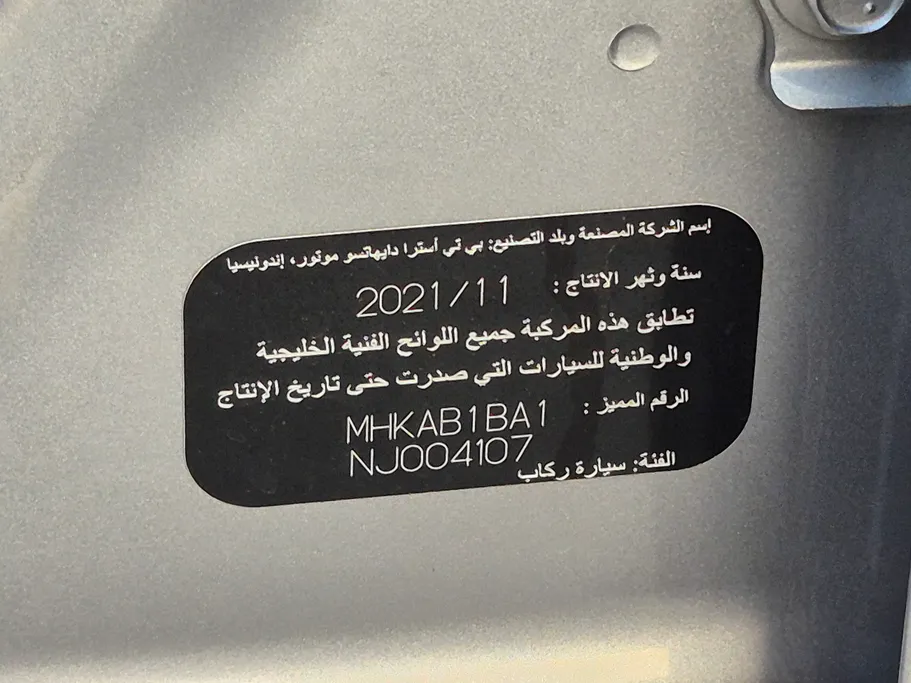 إسم الشركة المصنعة وبلد التصنيع: بي تي أسترا دايهاتسو موتور، إندونيسيا
سنة وشهر الانتاج : 2021/11
تطابق هذه المركبة جميع اللوائح الفنية الخليجية
والوطنية للسيارات التي صدرت حتى تاريخ الإنتاج
الرقم المميز : MHKAB1BA1
NJ004107
الفئة: سيارة ركاب